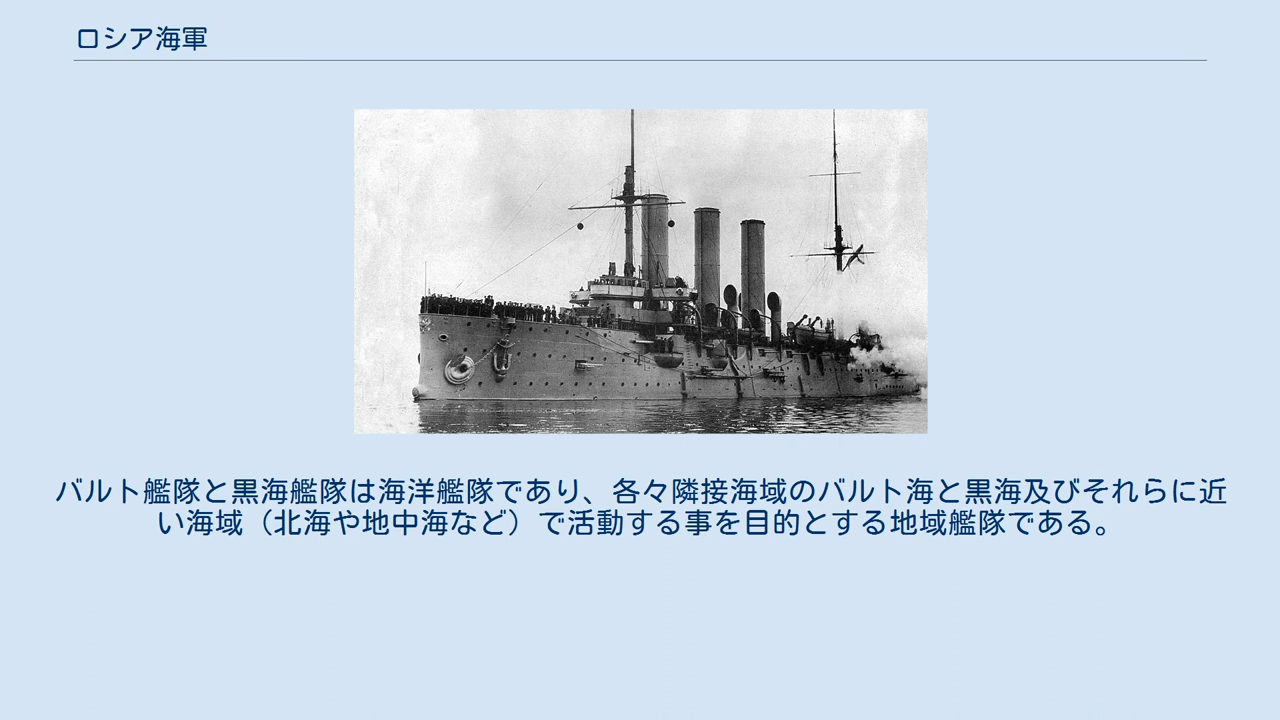 ロシア海軍
バルト艦隊と黒海艦隊は海洋艦隊であり、各々隣接海域のバルト海と黒海及びそれらに近
い海域（北海や地中海など）で活動する事を目的とする地域艦隊である。